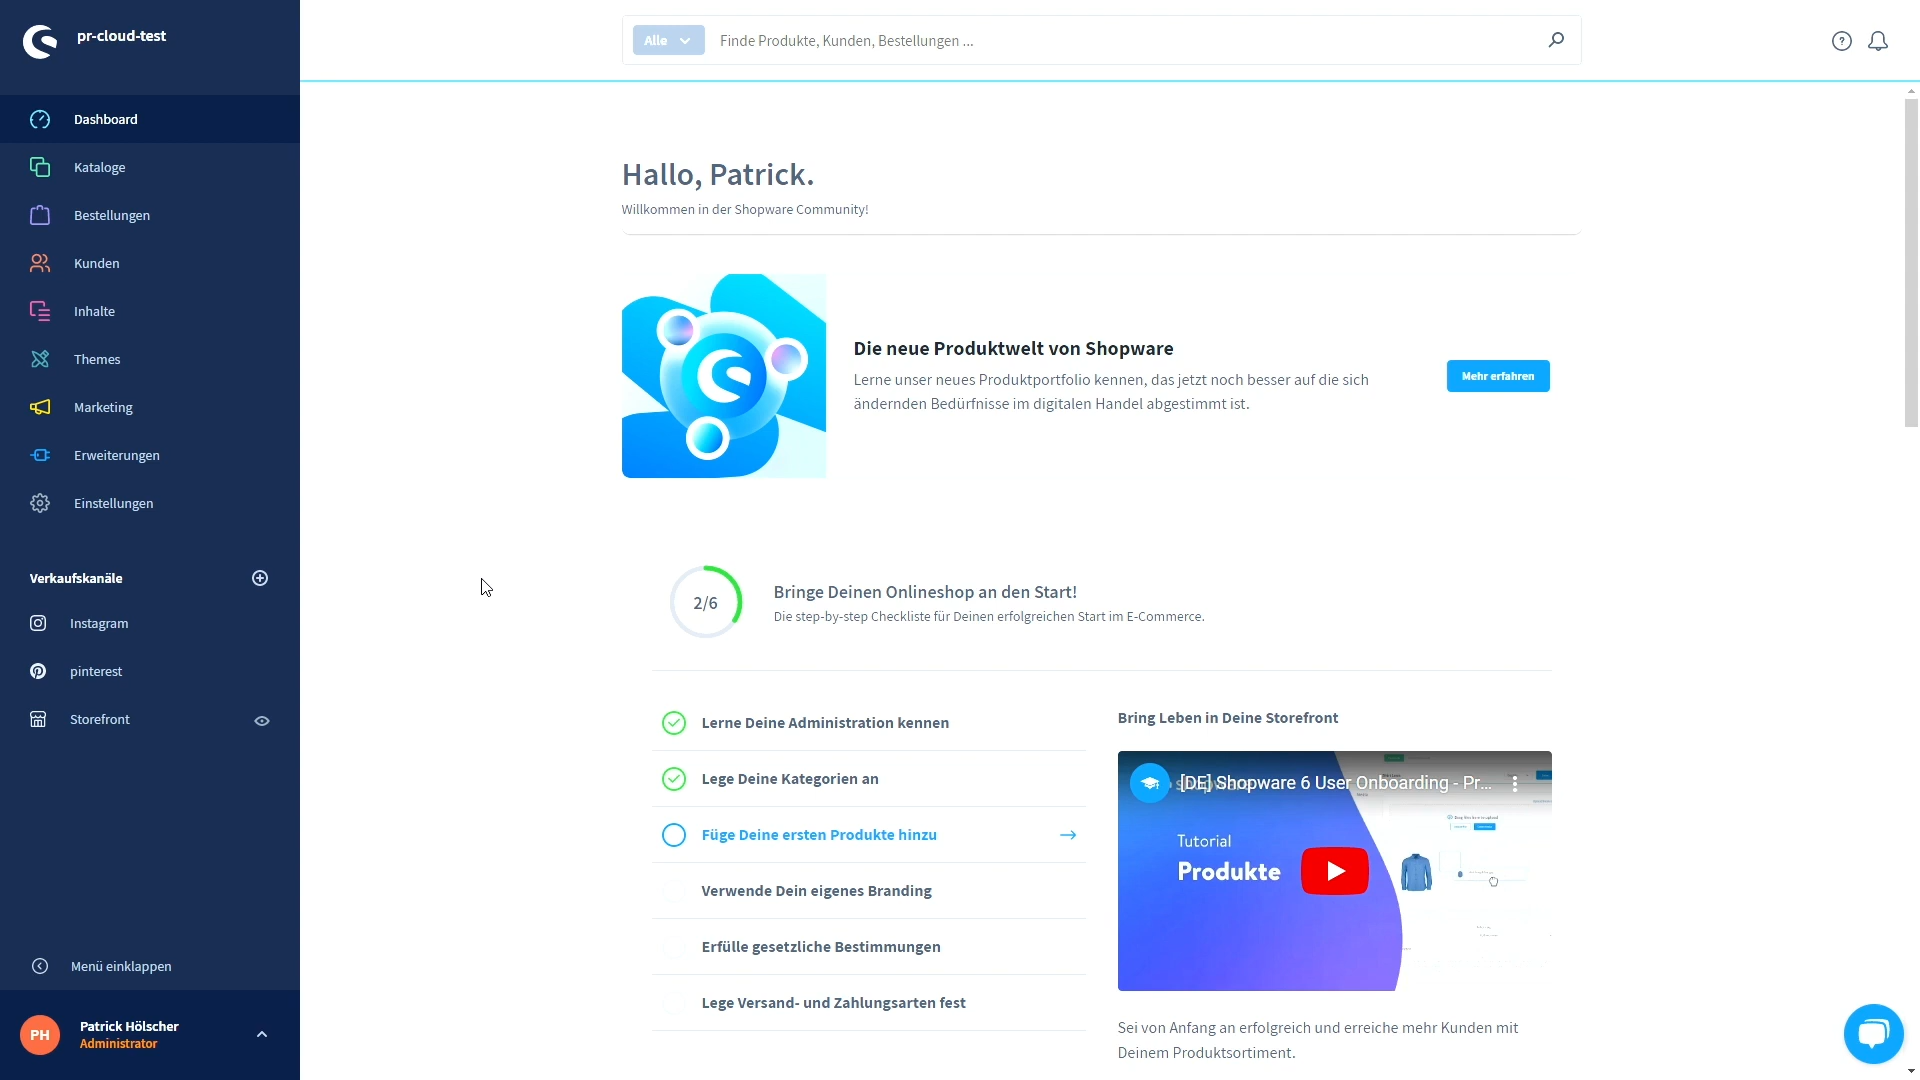 pr-cloud-test
Alle
Finde Produkte, Kunden, Bestellungen ...
Dashboard
Kataloge
Bestellungen
Kunden
Inhalte
Themes
Marketing
Erweiterungen
Einstellungen
Verkaufskanäle
Instagram
pinterest
Storefront
Menü einklappen
PH
Patrick Hölscher
Administrator
Hallo, Patrick.
Willkommen in der Shopware Community!
Die neue Produktwelt von Shopware
Lerne unser neues Produktportfolio kennen, das jetzt noch besser auf die sich
ändernden Bedürfnisse im digitalen Handel abgestimmt ist.
Mehr erfahren
2/6
Bringe Deinen Onlineshop an den Start!
Die step-by-step Checkliste für Deinen erfolgreichen Start im E-Commerce.
Lerne Deine Administration kennen
Lege Deine Kategorien an
Füge Deine ersten Produkte hinzu
Verwende Dein eigenes Branding
Erfülle gesetzliche Bestimmungen
Lege Versand- und Zahlungsarten fest
Bring Leben in Deine Storefront
[DE] Shopware 6 User Onboarding - Pr...
Tutorial
Produkte
Sei von Anfang an erfolgreich und erreiche mehr Kunden mit
Deinem Produktsortiment.